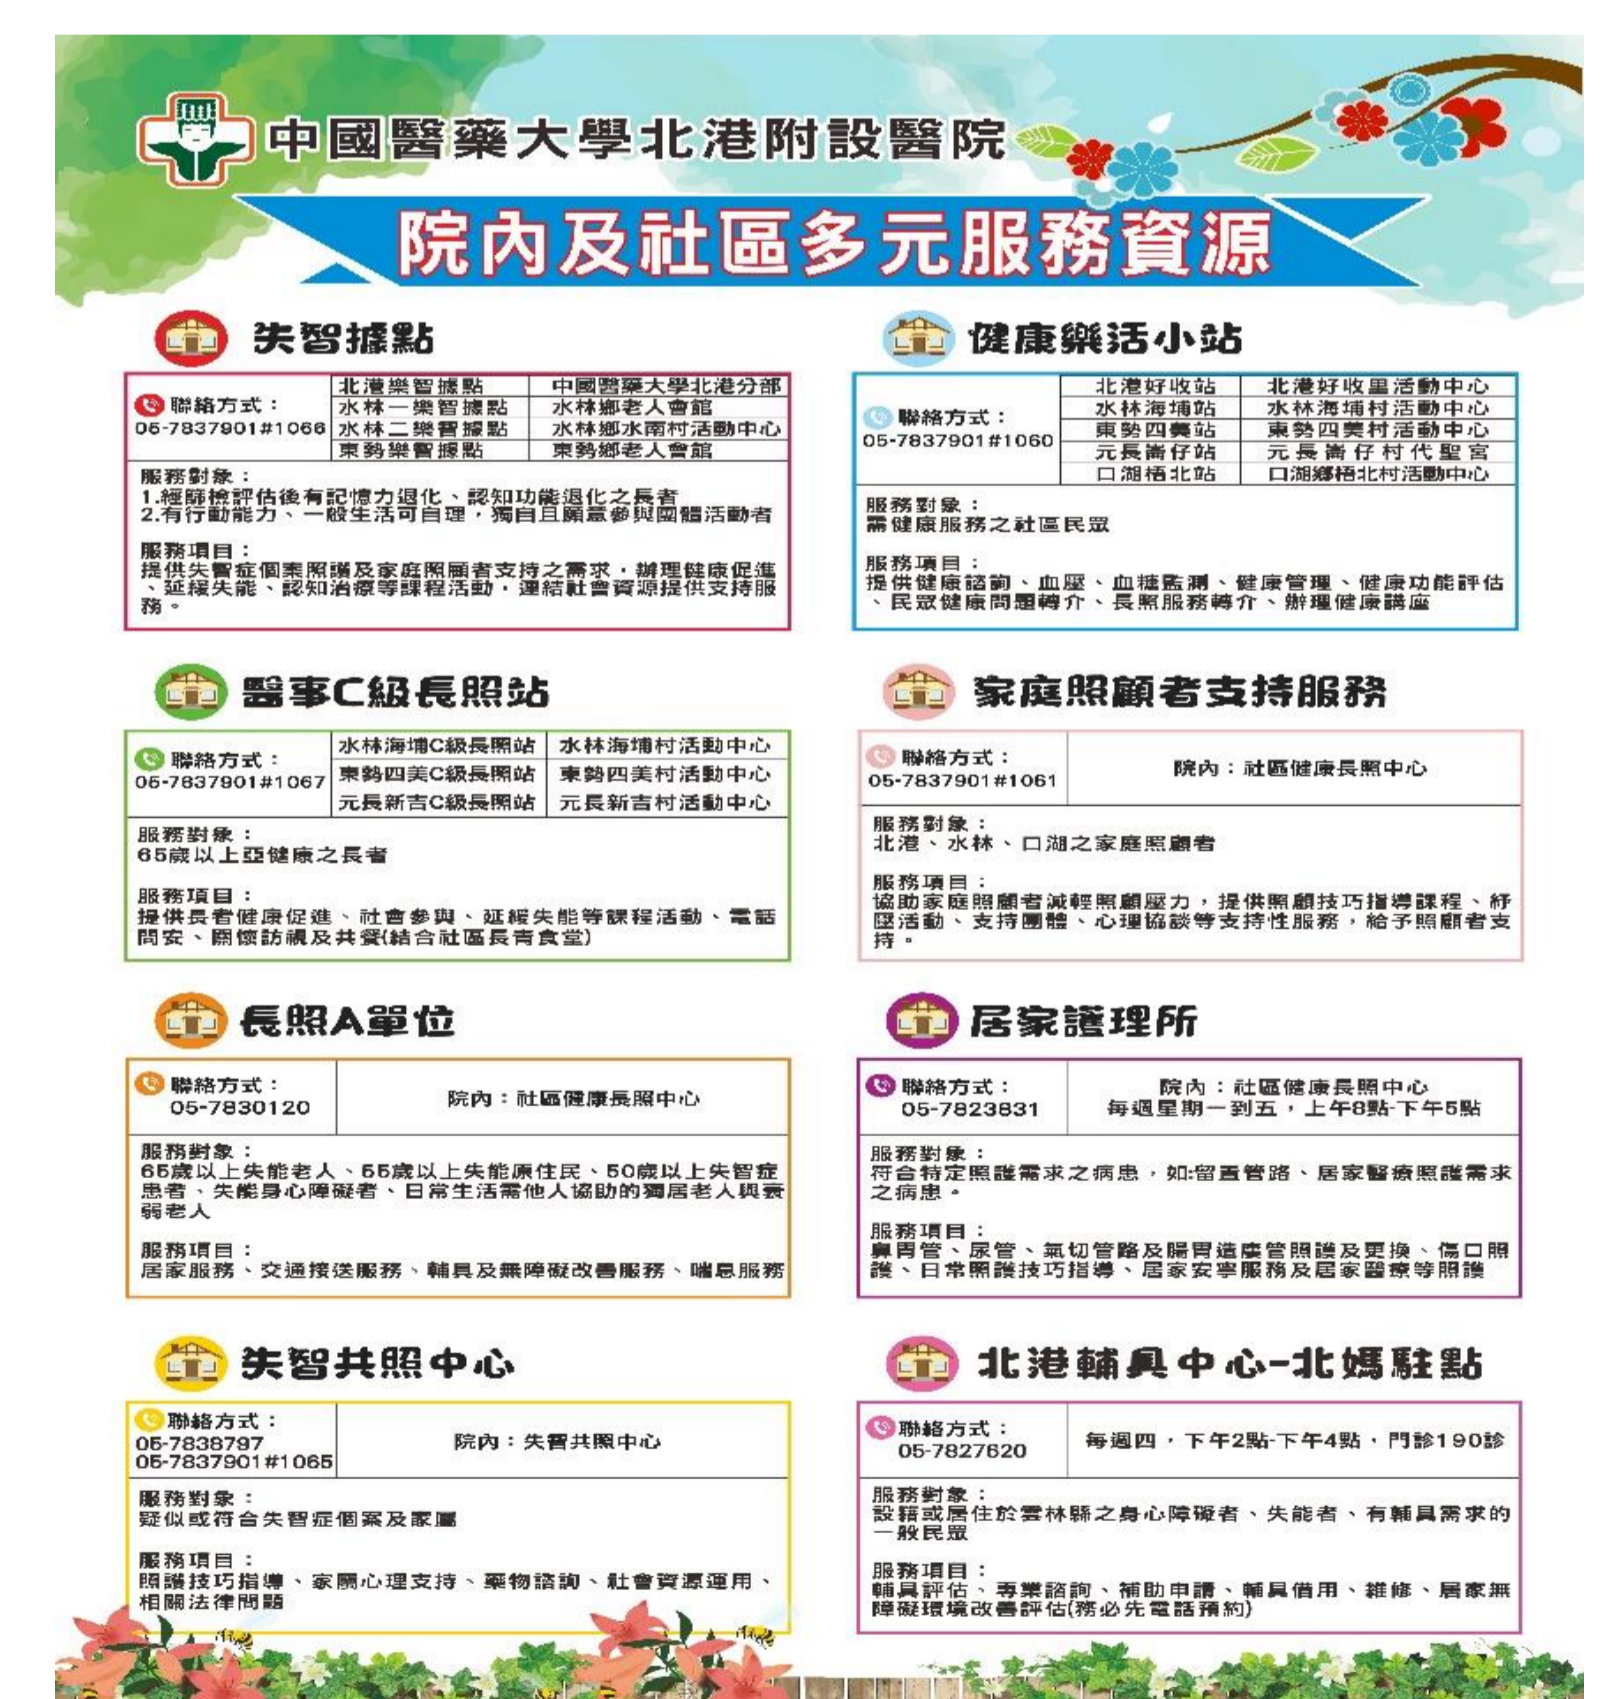 中國醫藥大學北港附設醫院
院內及社區多元服務資源
失智據點
聯絡方式：
05-7837901#1066
北港樂智據點 中國醫藥大學北港分部
水林一樂智據點 水林鄉老人會館
水林二樂智據點 水林鄉水南村活動中心
東勢樂智據點 東勢鄉老人會館
服務對象：
1.經篩檢評估後有記憶力退化、認知功能退化之長者
2.有行動能力、一般生活可自理，獨自且願意參與團體活動者
服務項目：
提供失智症個案照護及家庭照顧者支持之需求，辦理健康促進
、延緩失能、認知治療等課程活動，連結社會資源提供支持服
務。
健康樂活小站
聯絡方式：
05-7837901#1060
北港好收站 北港好收里活動中心
水林海埔站 水林海埔村活動中心
東勢四美站 東勢四美村活動中心
元長崙仔站 元長崙仔村代聖宮
口湖梧北站 口湖鄉梧北村活動中心
服務對象：
需健康服務之社區民眾
服務項目：
提供健康諮詢、血壓、血糖監測、健康管理、健康功能評估
、民眾健康問題轉介、長照服務轉介、辦理健康講座
醫事C級長照站
聯絡方式：
05-7837901#1067
水林海埔C級長照站 水林海埔村活動中心
東勢四美C級長照站 東勢四美村活動中心
元長新吉C級長照站 元長新吉村活動中心
服務對象：
65歲以上亞健康之長者
服務項目：
提供長者健康促進、社會參與、延緩失能等課程活動、電話
問安、關懷訪視及共餐(結合社區長青食堂)
家庭照顧者支持服務
聯絡方式：
05-7837901#1061
院內：社區健康長照中心
服務對象：
北港、水林、口湖之家庭照顧者
服務項目：
協助家庭照顧者減輕照顧壓力，提供照顧技巧指導課程、紓
壓活動、支持團體、心理協談等支持性服務，給予照顧者支
持。
長照A單位
聯絡方式：
05-7830120
院內：社區健康長照中心
服務對象：
65歲以上失能老人、55歲以上失能原住民、50歲以上失智症
患者、失能身心障礙者、日常生活需他人協助的獨居老人與衰
弱老人
服務項目：
居家服務、交通接送服務、輔具及無障礙改善服務、喘息服務
居家護理所
聯絡方式：
05-7823831
院內：社區健康長照中心
每週星期一到五，上午8點-下午5點
服務對象：
符合特定照護需求之病患，如:留置管路、居家醫療照護需求
之病患。
服務項目：
鼻胃管、尿管、氣切管路及腸胃造廔管照護及更換、傷口照
護、日常照護技巧指導、居家安寧服務及居家醫療等照護
失智共照中心
聯絡方式：
05-7838797
05-7837901#1065
院內：失智共照中心
服務對象：
疑似或符合失智症個案及家屬
服務項目：
照護技巧指導、家屬心理支持、藥物諮詢、社會資源運用、
相關法律問題
北港輔具中心-北媽駐點
聯絡方式：
05-7827620
每週四，下午2點-下午4點，門診190診
服務對象：
設籍或居住於雲林縣之身心障礙者、失能者、有輔具需求的
一般民眾
服務項目：
輔具評估、專業諮詢、補助申請、輔具借用、維修、居家無
障礙環境改善評估(務必先電話預約)